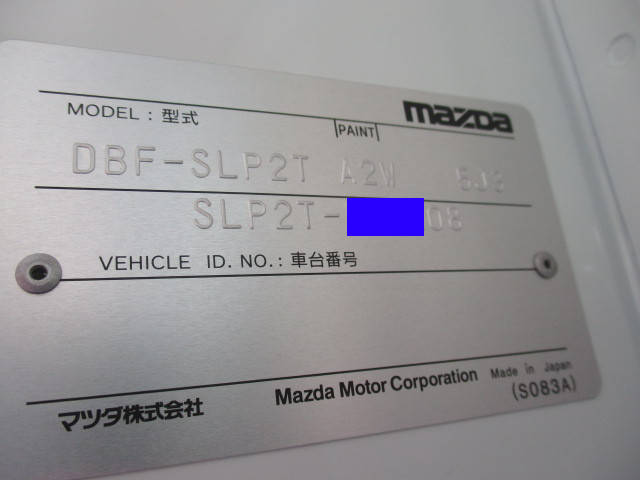 MODEL : 型式 PAINT mazda
DBF-SLP2T A2W 5J3
SLP2T- 08
VEHICLE ID. NO. : 車台番号
マツダ株式会社 Mazda Motor Corporation Made in Japan
(S083A)